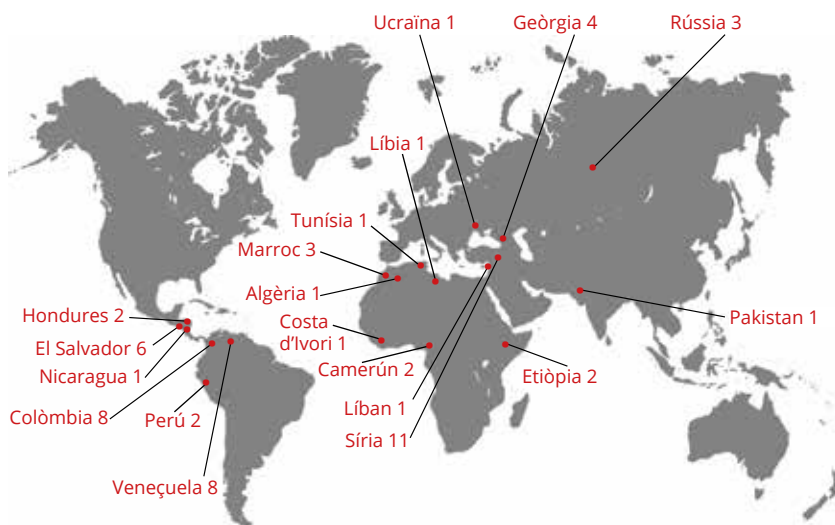 Ucraïna 1
Geòrgia 4
Rússia 3
Líbia 1
Tunísia 1
Marroc 3
Algèria 1
Hondures 2
El Salvador 6
Nicaragua 1
Colòmbia 8
Perú 2
Veneçuela 8
Costa
d’Ivori 1
Camerún 2
Líban 1
Síria 11
Etiòpia 2
Pakistan 1